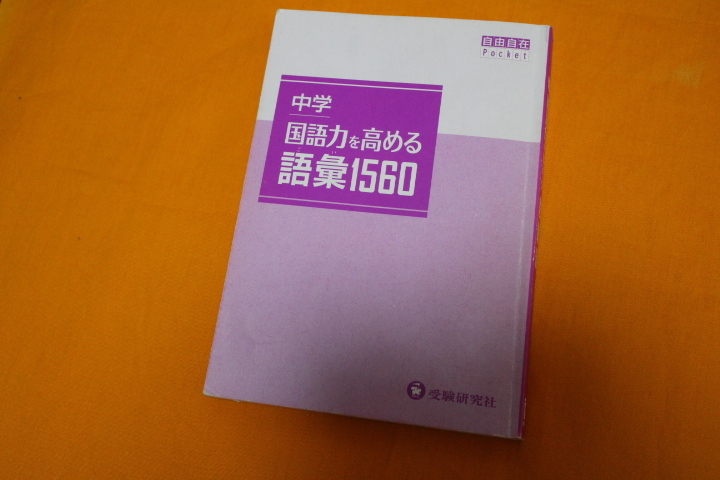 自由自在
Pocket
中学
国語力を高める
語彙1560
受験研究社